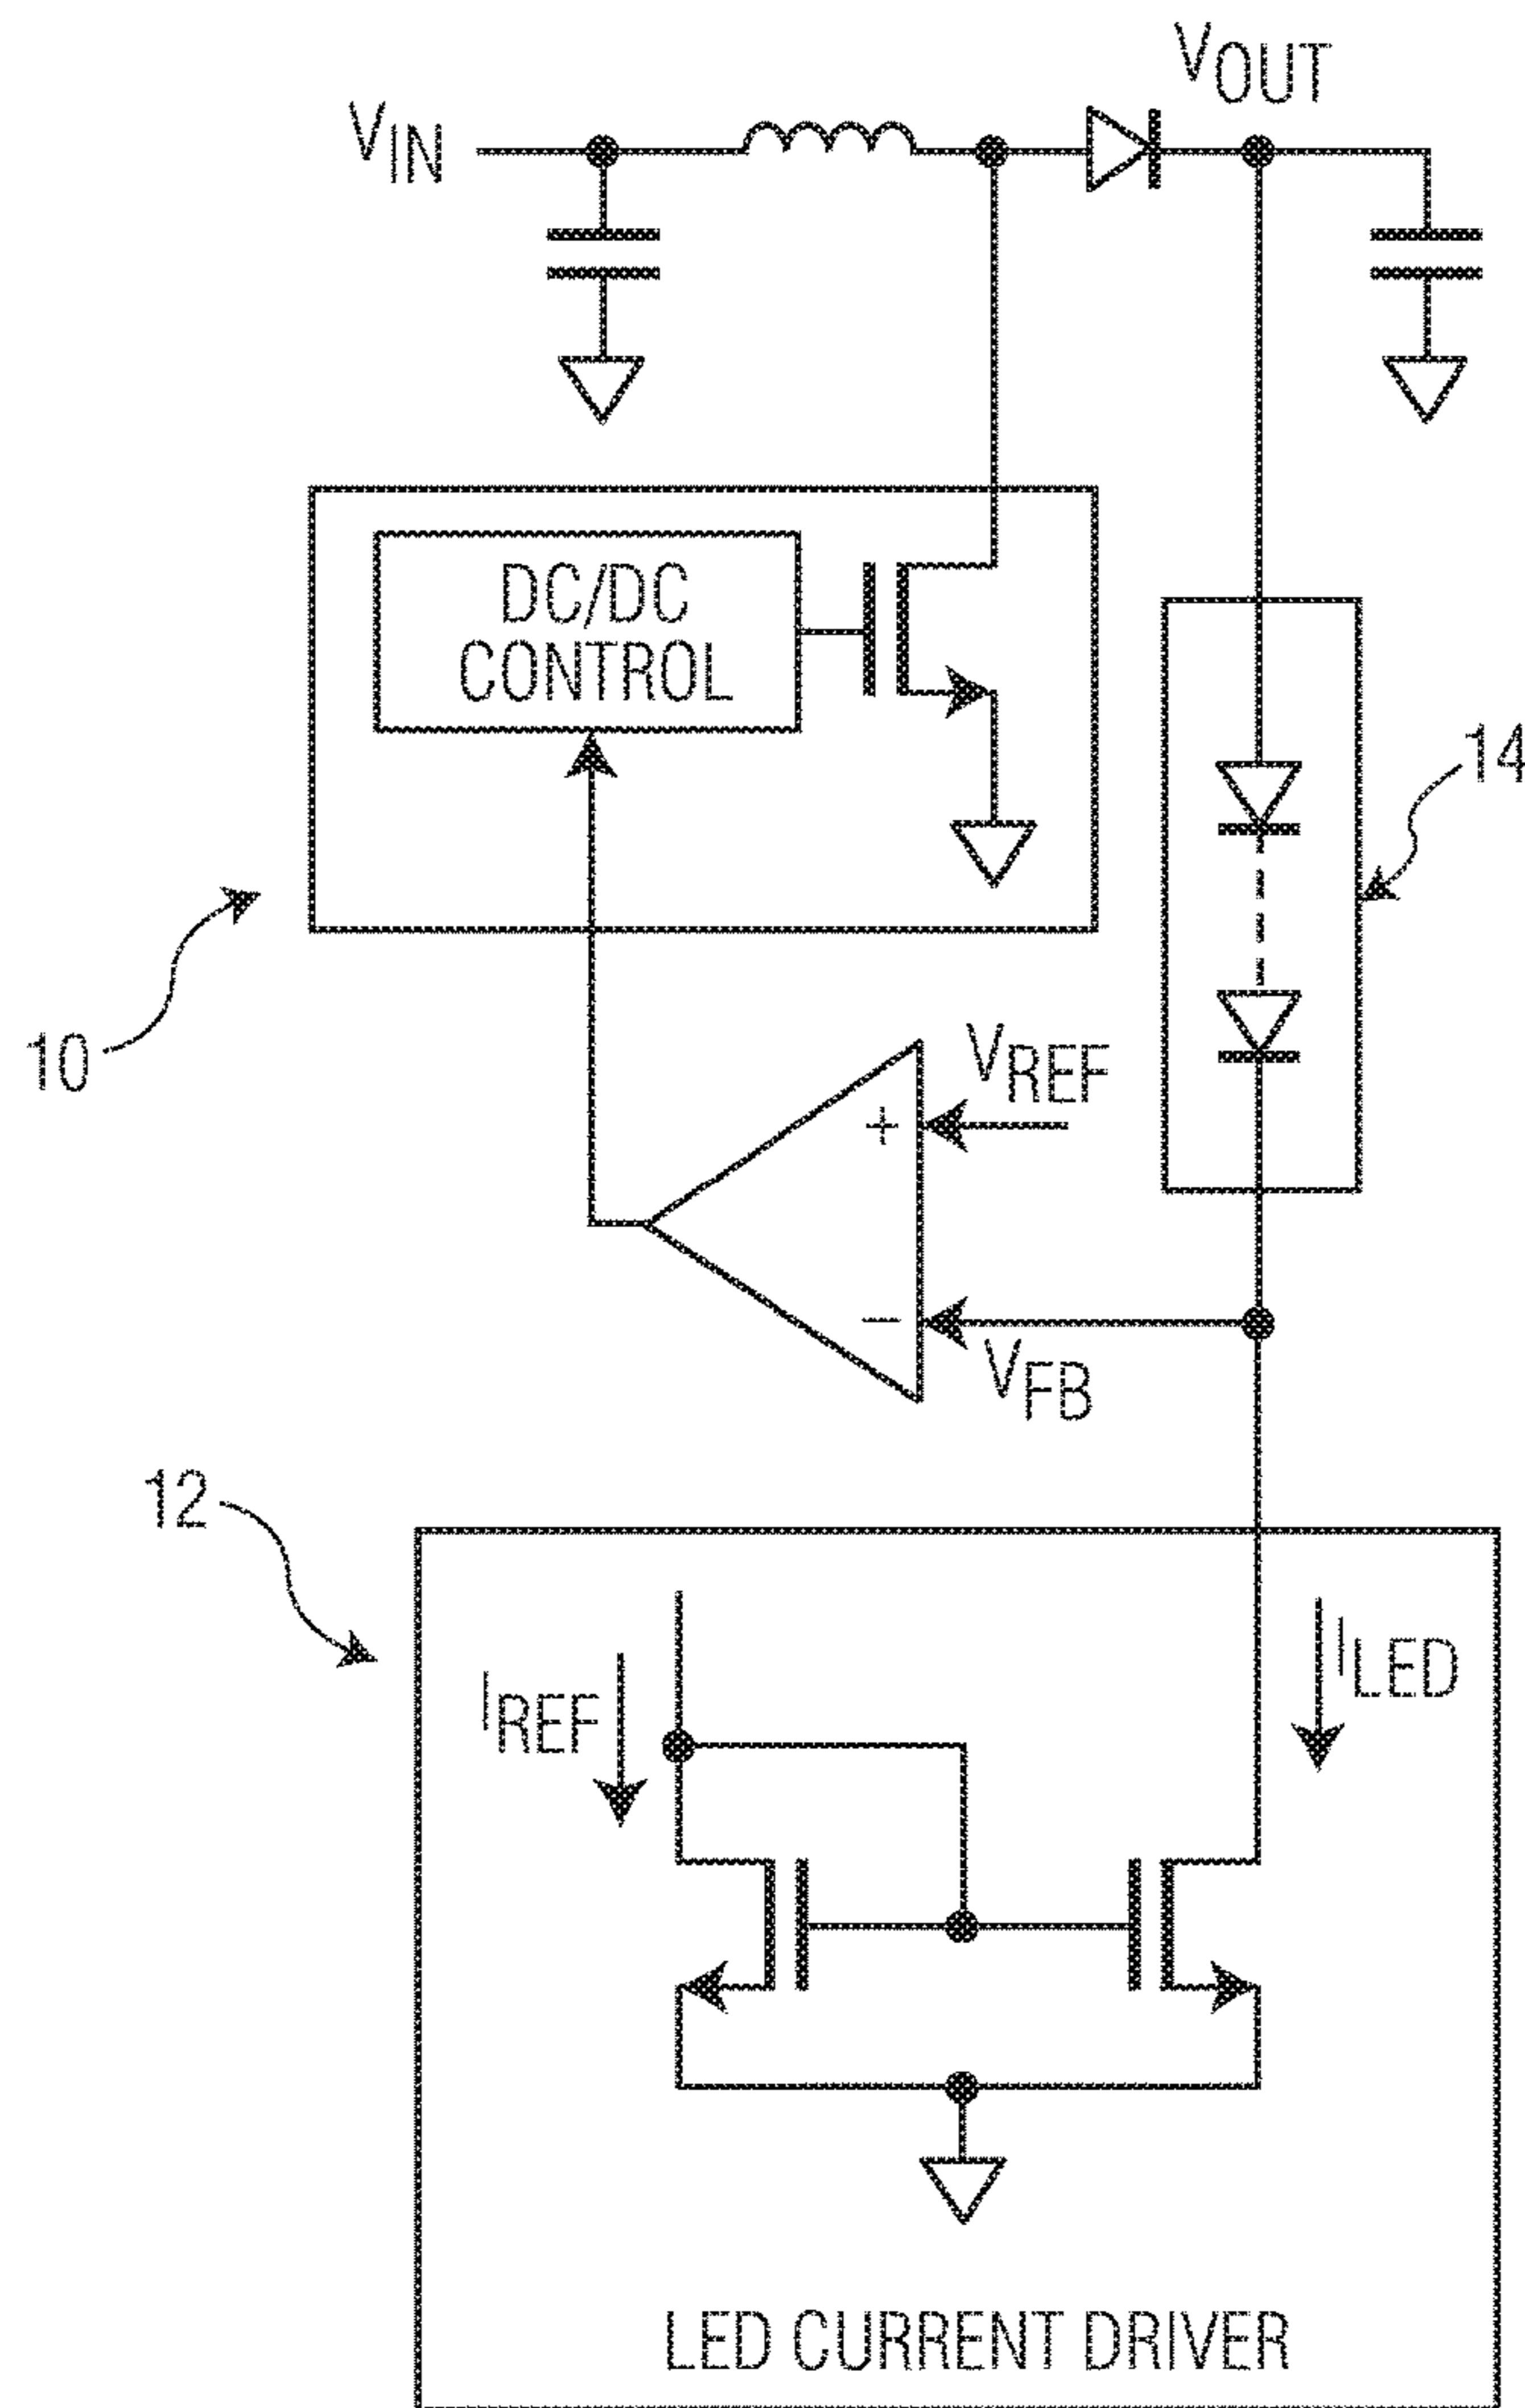 VOUT
VIN
DC/DC
CONTROL
14
10
VREF
+
−
VFB
12
IREF
ILED
LED CURRENT DRIVER